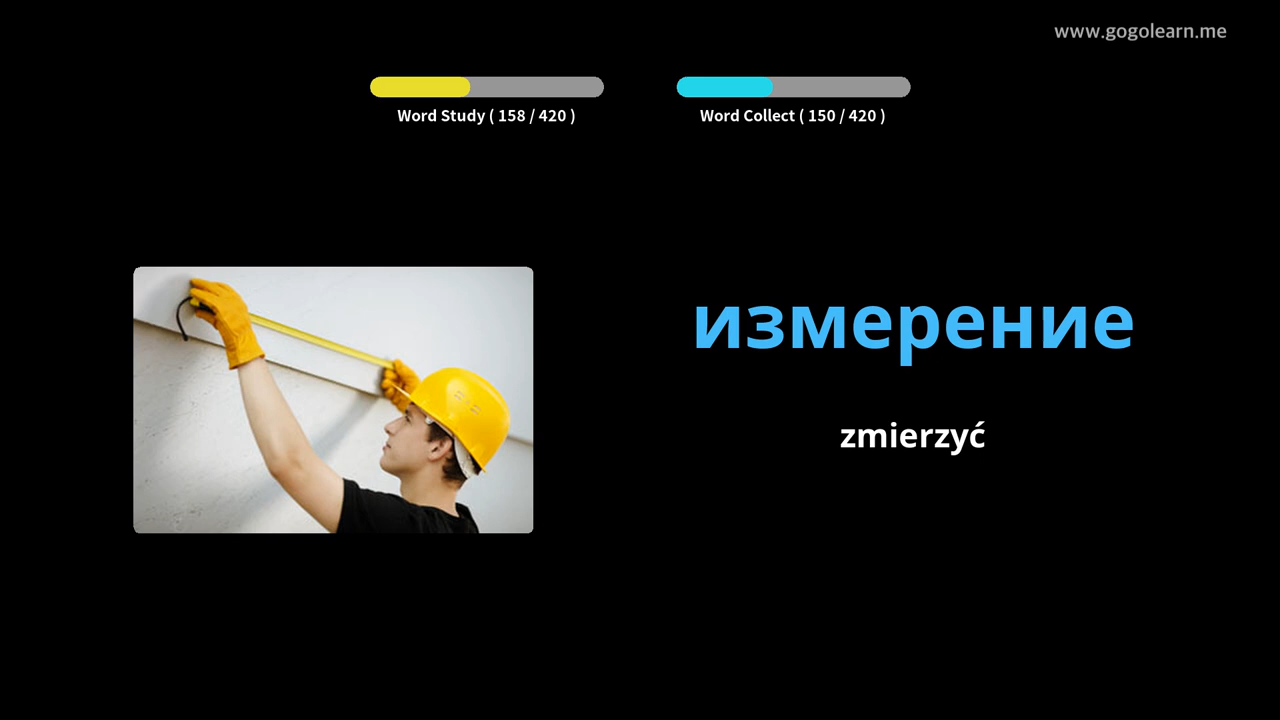 www.gogolearn.me
Word Study ( 158 / 420 )
Word Collect ( 150 / 420 )
измерение
zmierzyć